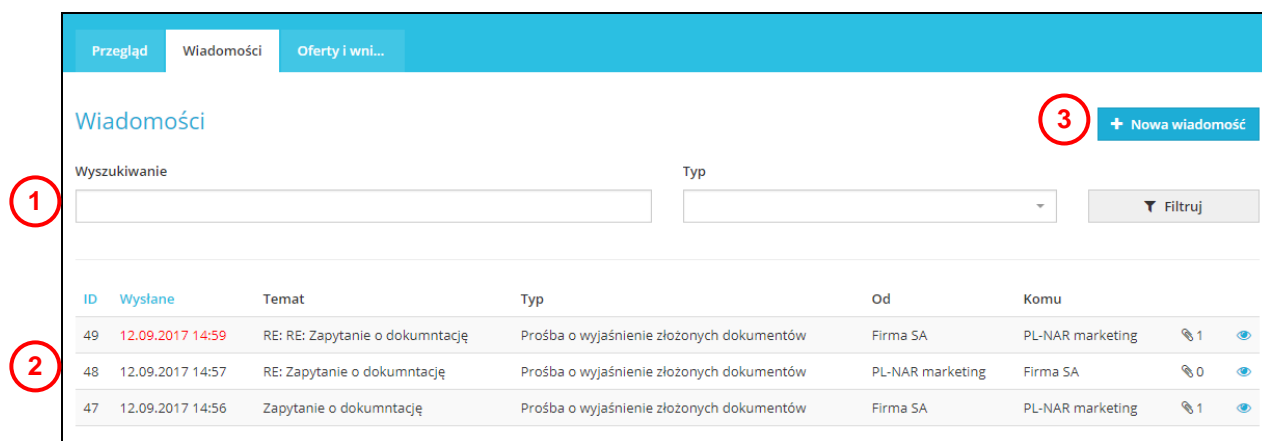 Przegląd Wiadomości Oferty i wni...
Wiadomości
3 + Nowa wiadomość
Wyszukiwanie Typ
1 Filtruj
ID Wysłane Temat Typ Od Komu
49 12.09.2017 14:59 RE: RE: Zapytanie o dokumntację Prośba o wyjaśnienie złożonych dokumentów Firma SA PL-NAR marketing 1
2 48 12.09.2017 14:57 RE: Zapytanie o dokumntację Prośba o wyjaśnienie złożonych dokumentów PL-NAR marketing Firma SA 0
47 12.09.2017 14:56 Zapytanie o dokumntację Prośba o wyjaśnienie złożonych dokumentów Firma SA PL-NAR marketing 1